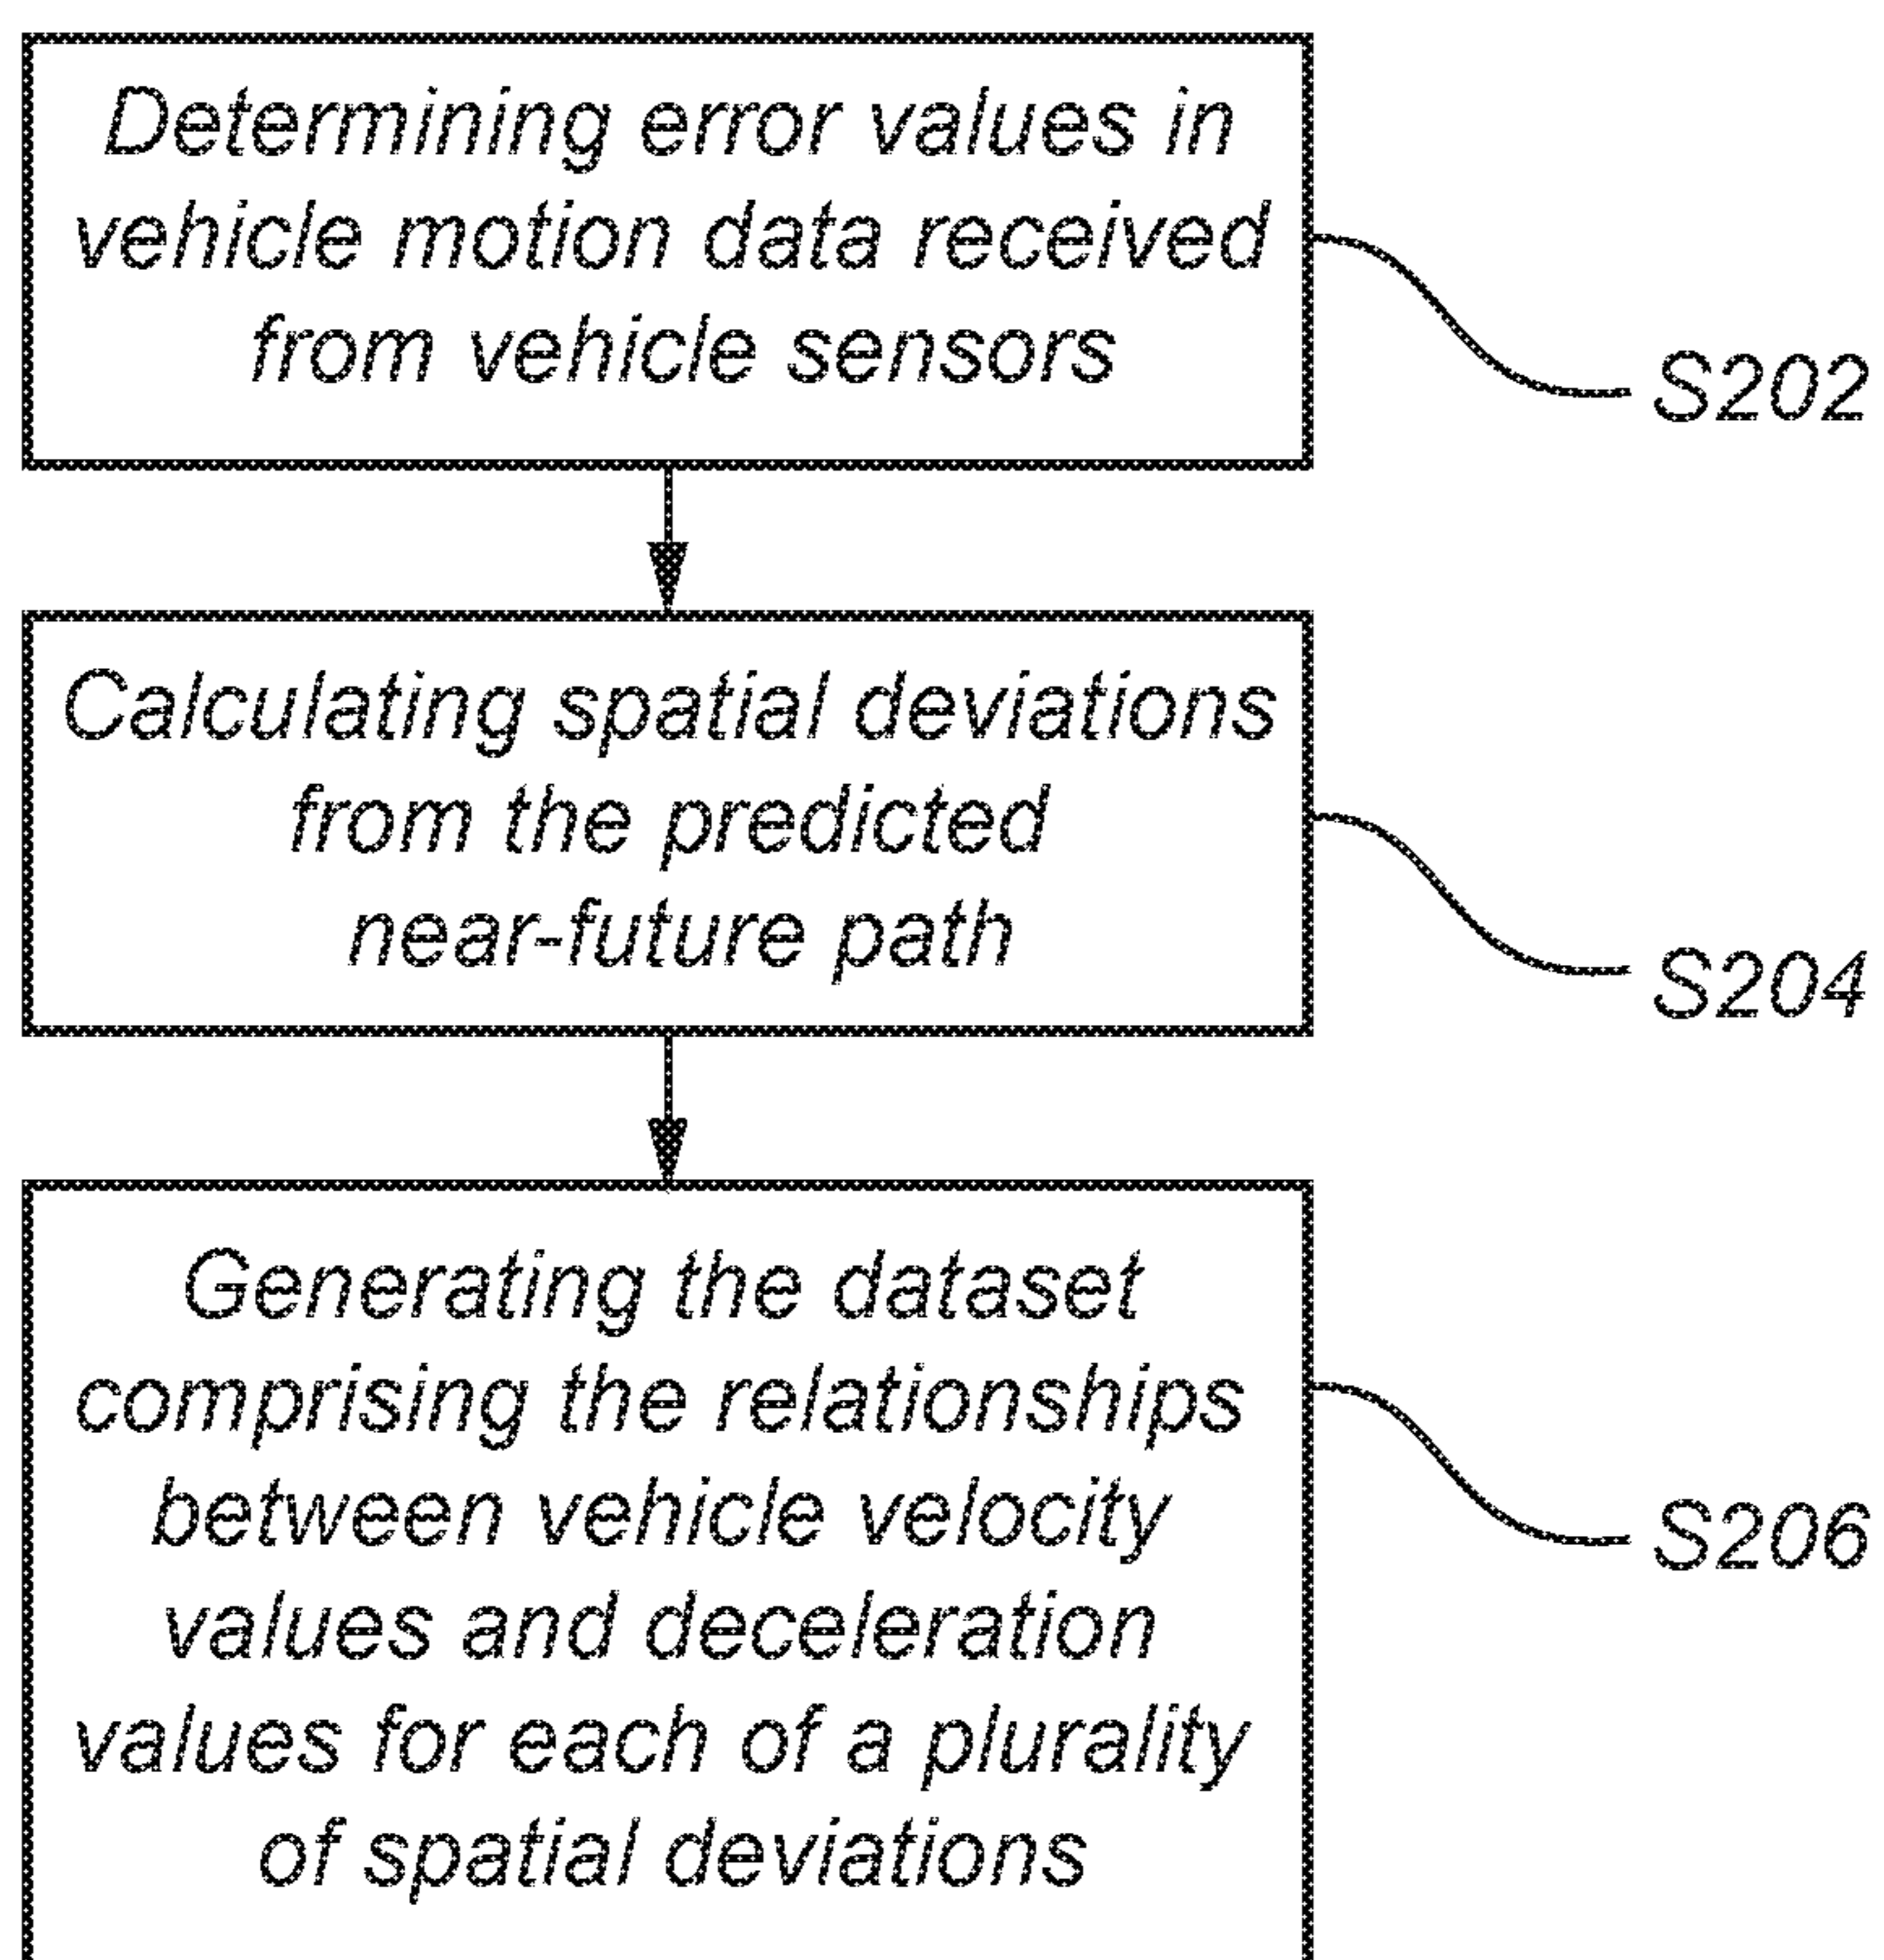 Determining error values in
vehicle motion data received
from vehicle sensors
S202
Calculating spatial deviations
from the predicted
near-future path
S204
Generating the dataset
comprising the relationships
between vehicle velocity
values and deceleration
values for each of a plurality
of spatial deviations
S206